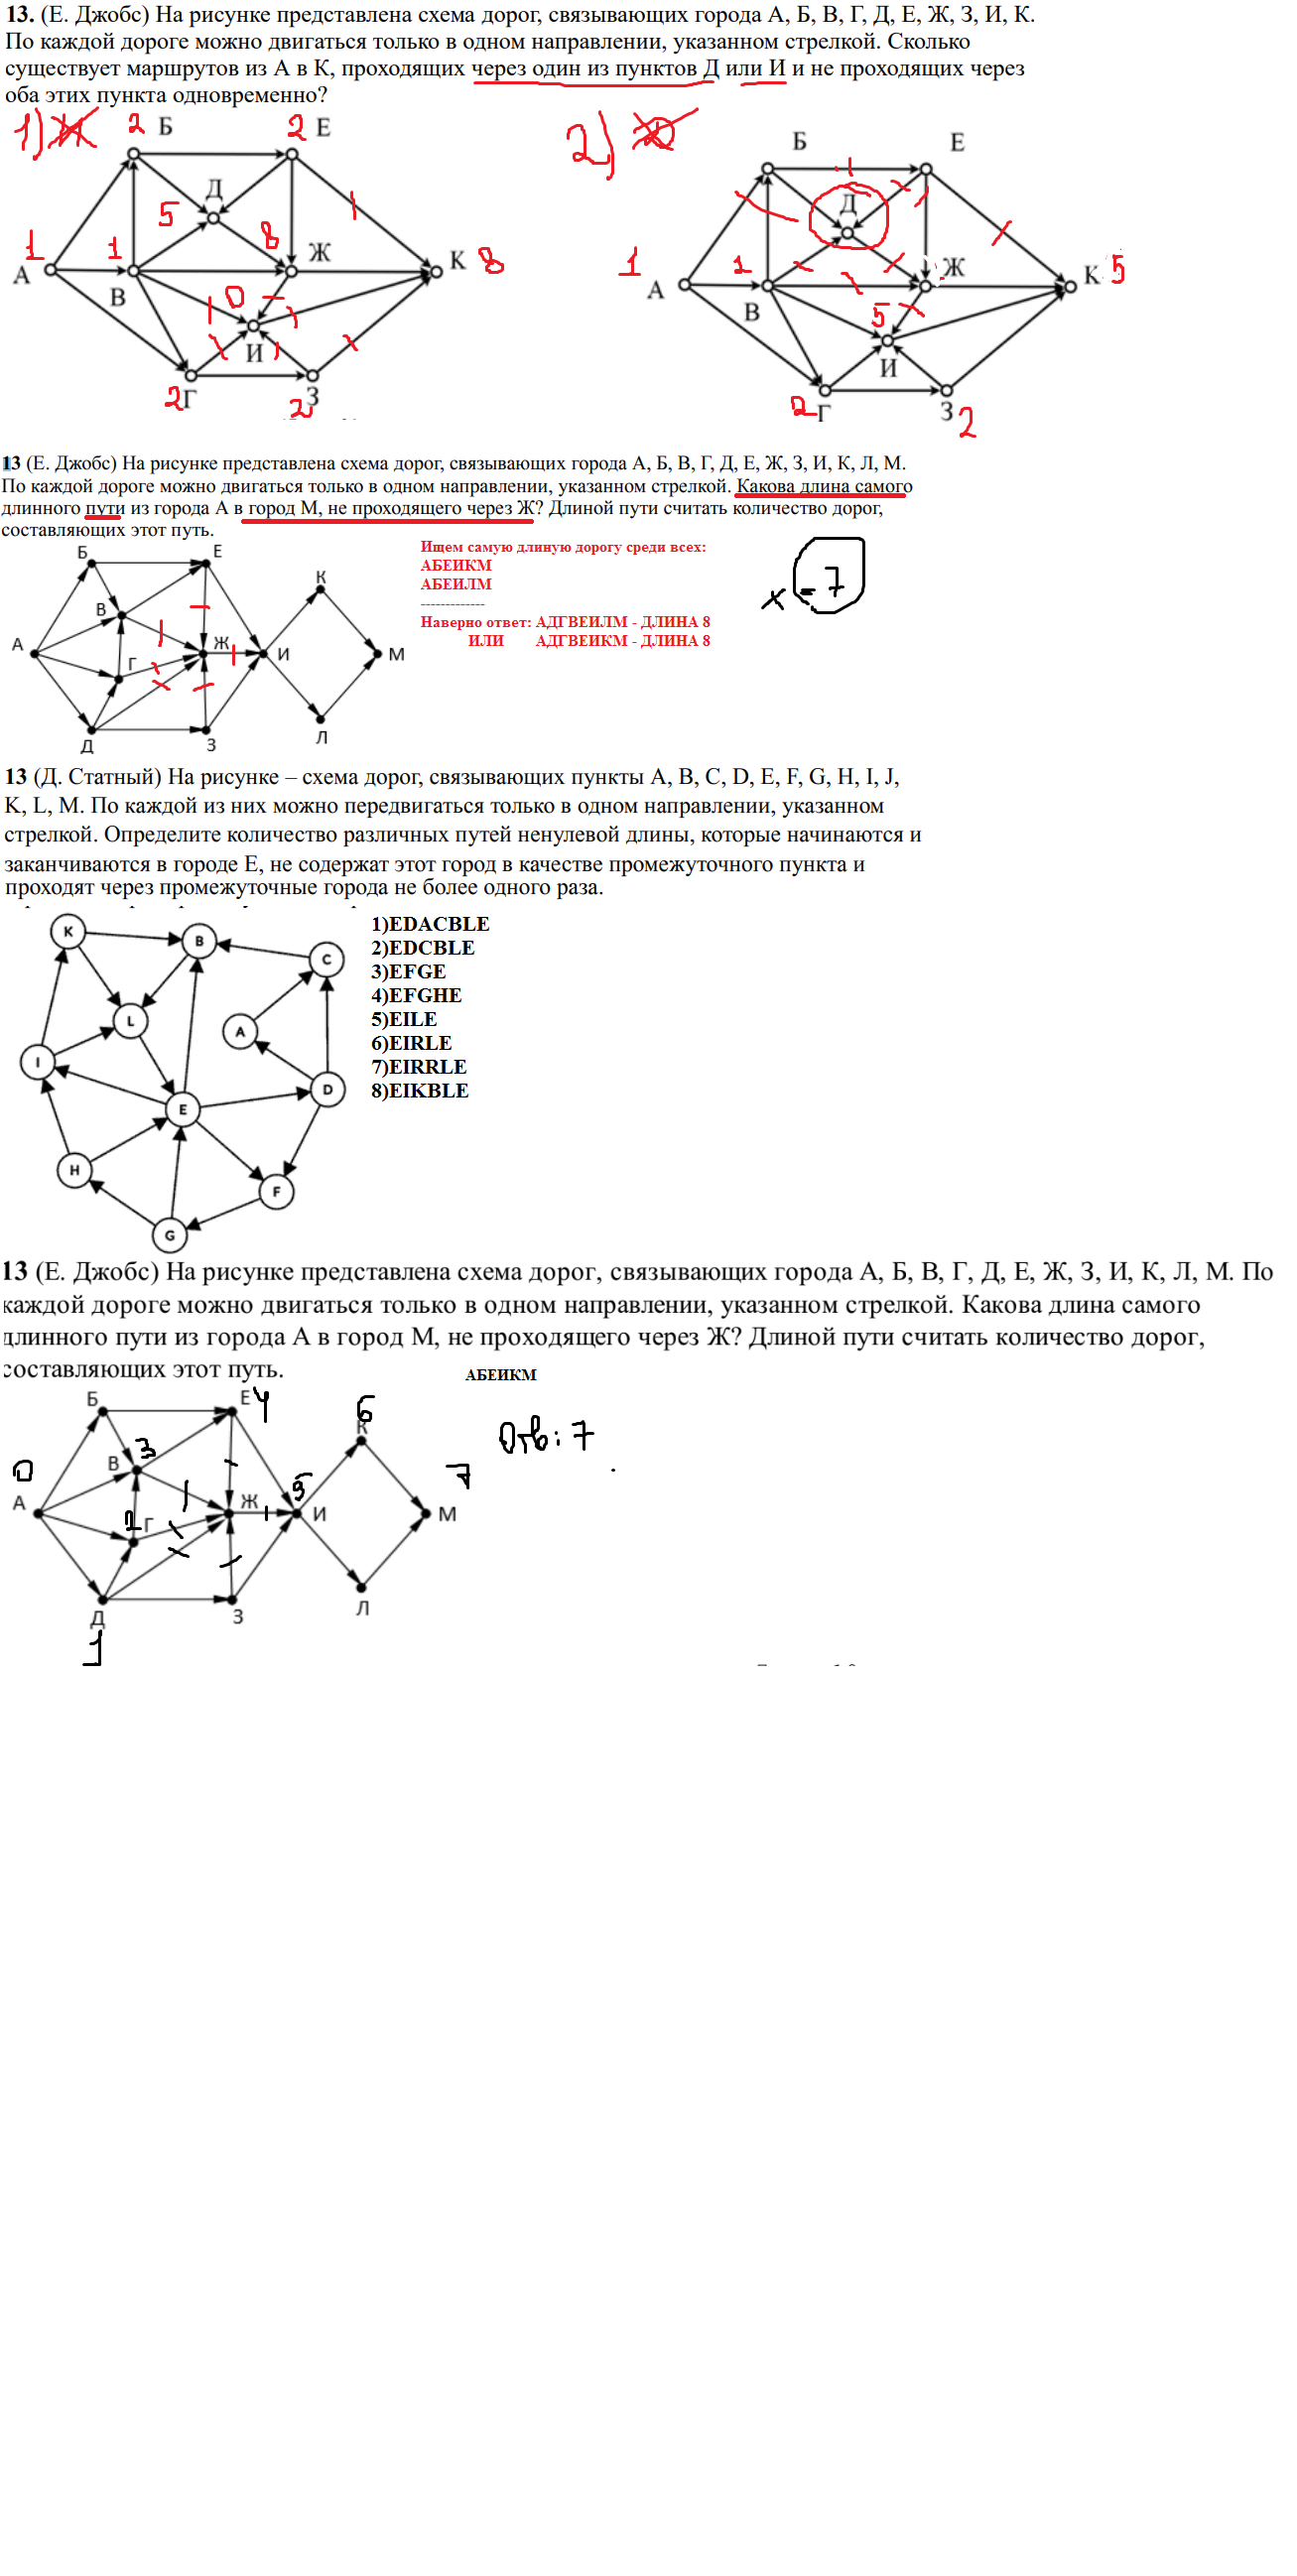 13. (Е. Джобс) На рисунке представлена схема дорог, связывающих города А, Б, В, Г, Д, Е, Ж, З, И, К.
По каждой дороге можно двигаться только в одном направлении, указанном стрелкой. Сколько
существует маршрутов из А в К, проходящих через один из пунктов Д или И и не проходящих через
оба этих пункта одновременно?
1) 2 Б 2 Е
Д
5 8
1 1 Ж К 8
А В 0
И
2 Г 2 З
2) Б Е
Д
1 1 Ж К 5
А В 5
И
2 Г З 2
13 (Е. Джобс) На рисунке представлена схема дорог, связывающих города А, Б, В, Г, Д, Е, Ж, З, И, К, Л, М.
По каждой дороге можно двигаться только в одном направлении, указанном стрелкой. Какова длина самого
длинного пути из города А в город М, не проходящего через Ж? Длиной пути считать количество дорог,
составляющих этот путь.
Б Е К
В
А Г Ж И М
Д З Л
Ищем самую длиную дорогу среди всех:
АБЕИКМ
АБЕИЛМ
-------------
Наверно ответ: АДГВЕИЛМ - ДЛИНА 8
ИЛИ АДГВЕИКМ - ДЛИНА 8
x = 7
13 (Д. Статный) На рисунке – схема дорог, связывающих пункты A, B, C, D, E, F, G, H, I, J,
K, L, M. По каждой из них можно передвигаться только в одном направлении, указанном
стрелкой. Определите количество различных путей ненулевой длины, которые начинаются и
заканчиваются в городе E, не содержат этот город в качестве промежуточного пункта и
проходят через промежуточные города не более одного раза.
K B C
L A
I
E D
H F
G
1)EDACBLE
2)EDCBLE
3)EFGE
4)EFGHE
5)EILE
6)EIRLE
7)EIRRLE
8)EIKBLE
13 (Е. Джобс) На рисунке представлена схема дорог, связывающих города А, Б, В, Г, Д, Е, Ж, З, И, К, Л, М. По
каждой дороге можно двигаться только в одном направлении, указанном стрелкой. Какова длина самого
длинного пути из города А в город М, не проходящего через Ж? Длиной пути считать количество дорог,
составляющих этот путь.
АБЕИКМ
Б Е 4 6 К
Отв: 7
0 В 3 5 7
А 2 Г Ж И М
Д З Л
1